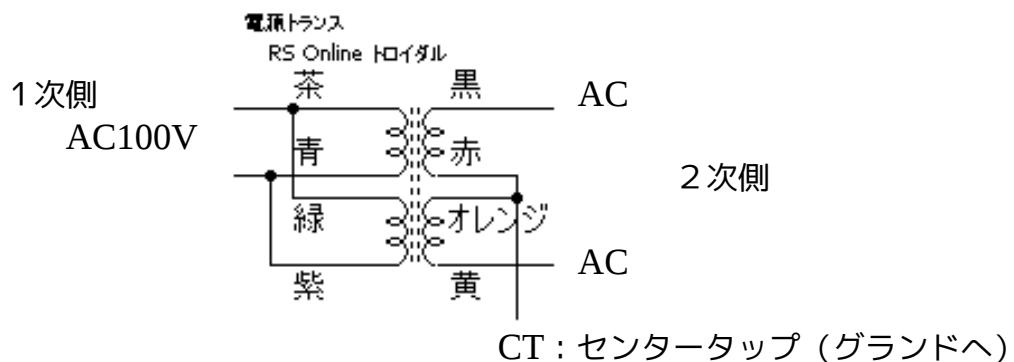 電源トランス
RS Online トロイダル
1次側
茶
黒
AC
AC100V
青
赤
2次側
緑
オレンジ
AC
紫
黄
CT：センタータップ（グランドへ）